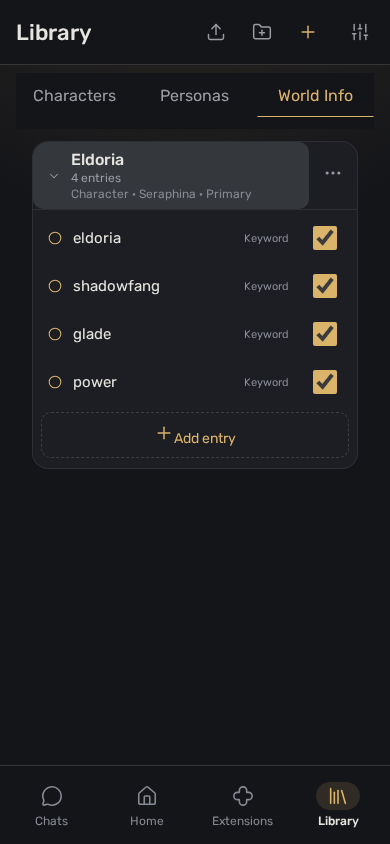 Library
Characters
Personas
World Info
Eldoria
4 entries
Character • Seraphina • Primary
eldoria Keyword
shadowfang Keyword
glade Keyword
power Keyword
Add entry
Chats
Home
Extensions
Library